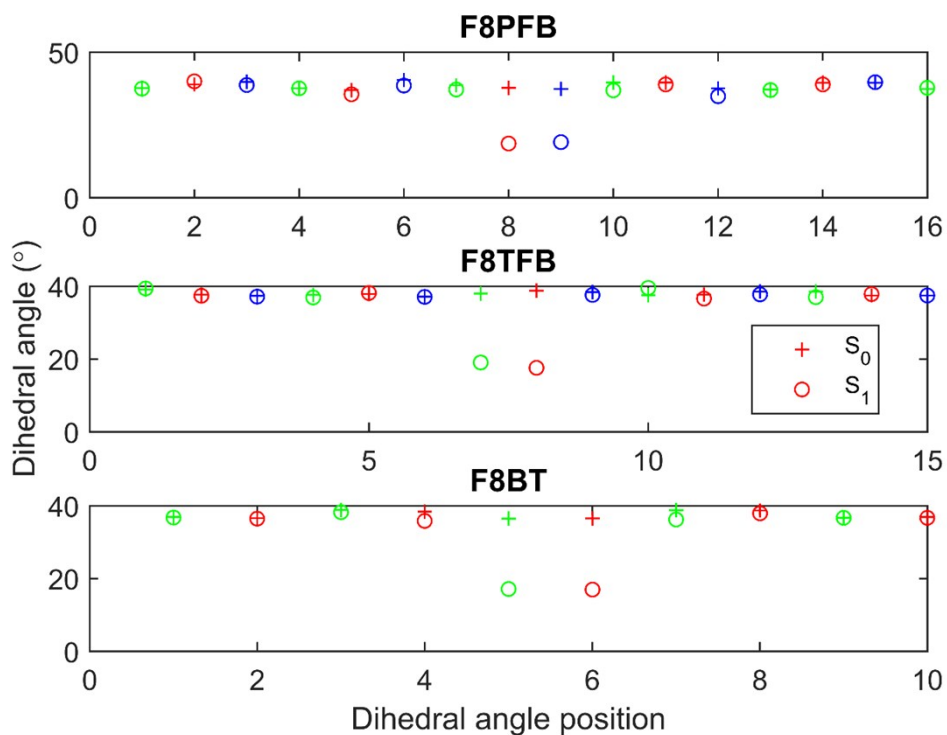 F8PFB
50
0
0 2 4 6 8 10 12 14 16
F8TFB
40
20
0
0 5 10 15
S0
S1
F8BT
40
20
0
0 2 4 6 8 10
Dihedral angle (°)
Dihedral angle position